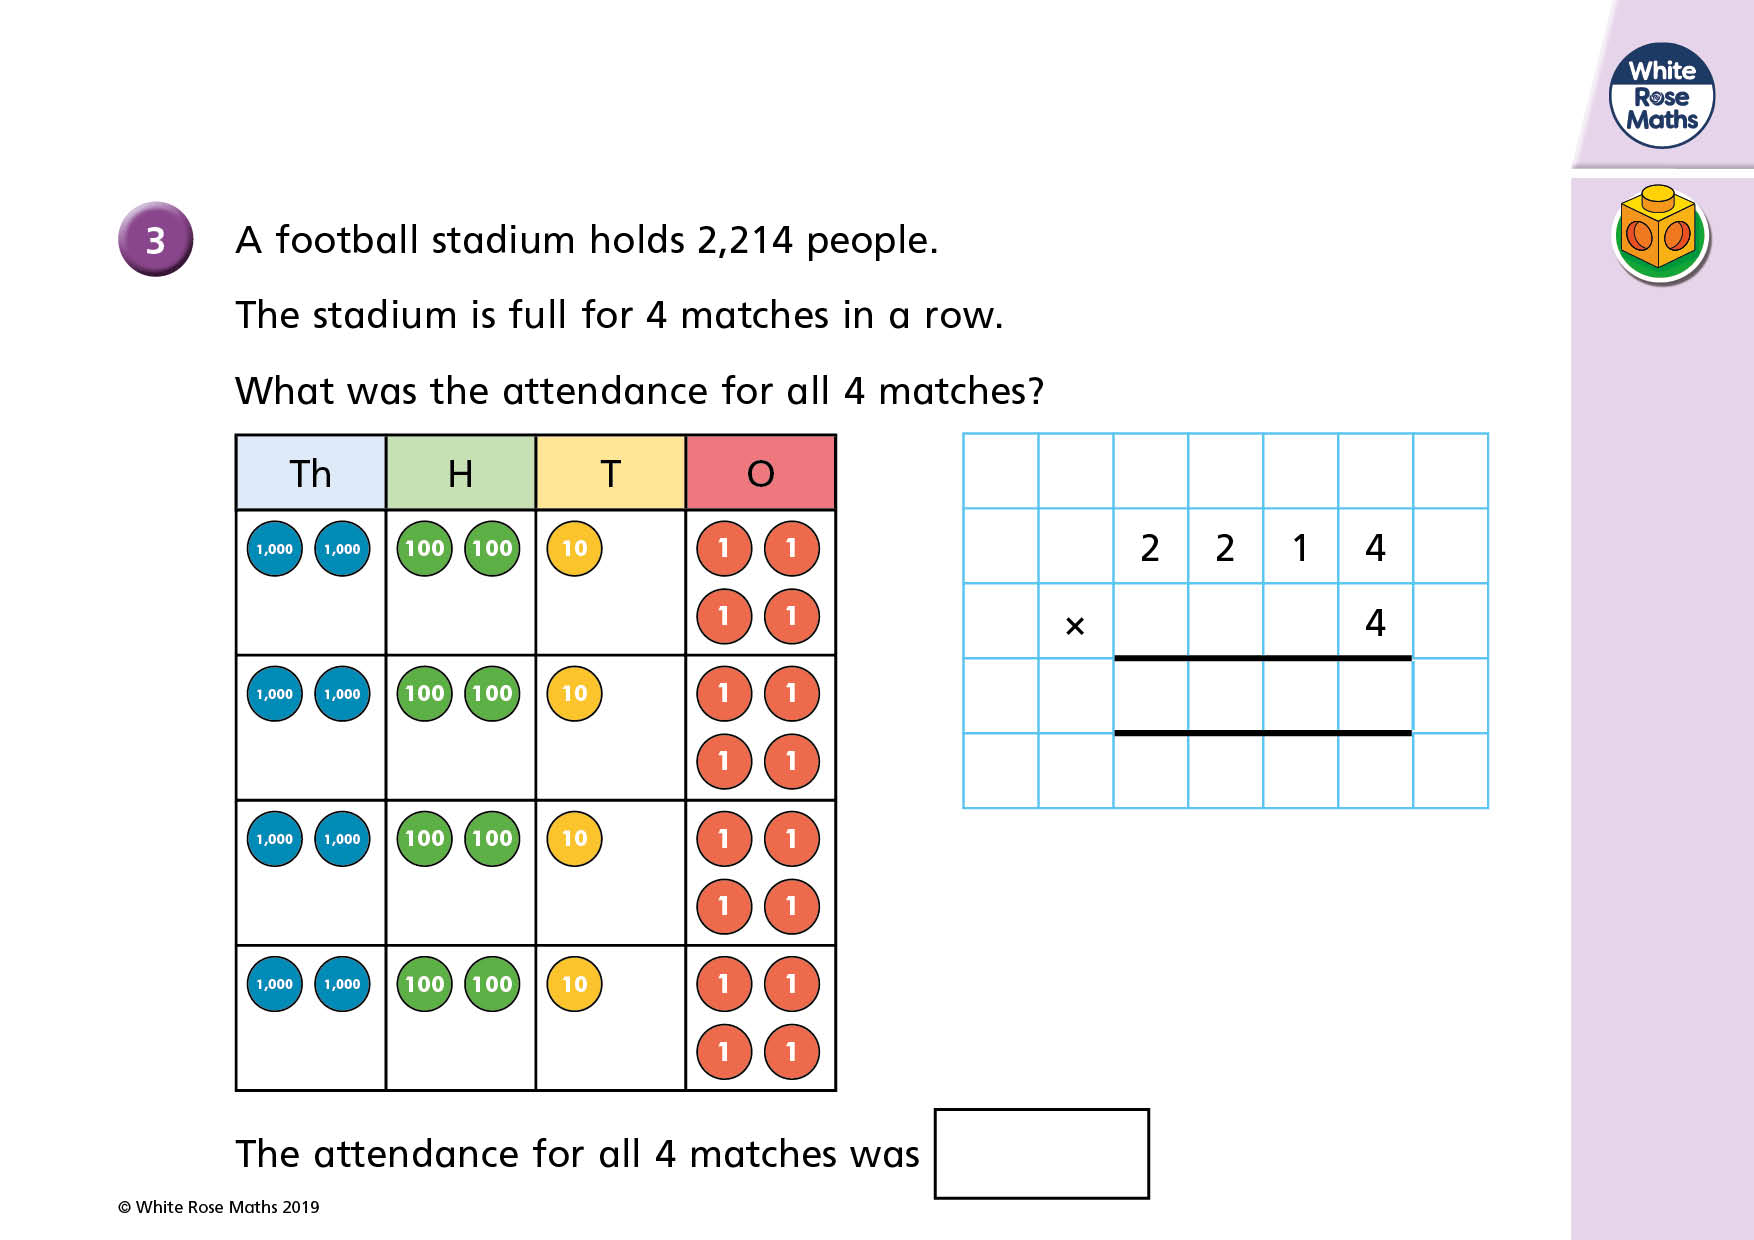 White
Rose
Maths
3
A football stadium holds 2,214 people.
The stadium is full for 4 matches in a row.
What was the attendance for all 4 matches?
Th H T O
1,000 1,000 100 100 10 1 1
1 1
1,000 1,000 100 100 10 1 1
1 1
1,000 1,000 100 100 10 1 1
1 1
1,000 1,000 100 100 10 1 1
1 1
2 2 1 4
× 4
The attendance for all 4 matches was
© White Rose Maths 2019